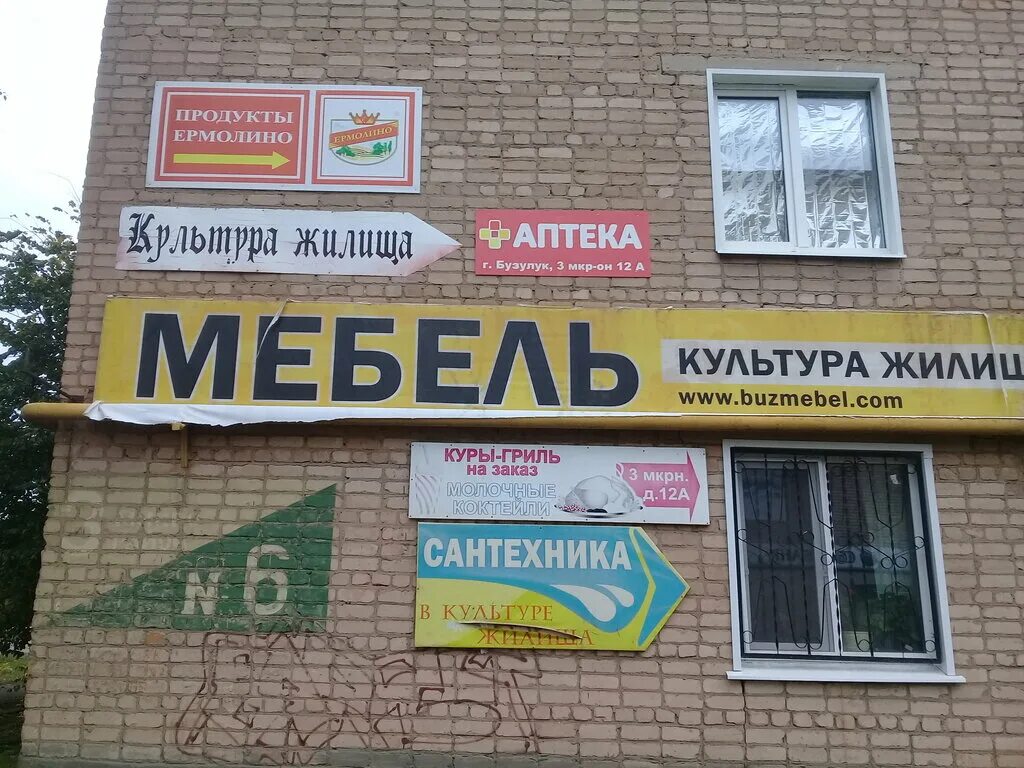 ПРОДУКТЫ
ЕРМОЛИНО
ЕРМОЛИНО
Культура жилища
АПТЕКА
г. Бузулук, 3 мкр-он 12 А
МЕБЕЛЬ
КУЛЬТУРА ЖИЛИЩ
www.buzmebel.com
КУРЫ-ГРИЛЬ
на заказ
МОЛОЧНЫЕ
КОКТЕЙЛИ
3 мкрн.
д.12А
САНТЕХНИКА
В КУЛЬТУРЕ
ЖИЛИЩА
N 6